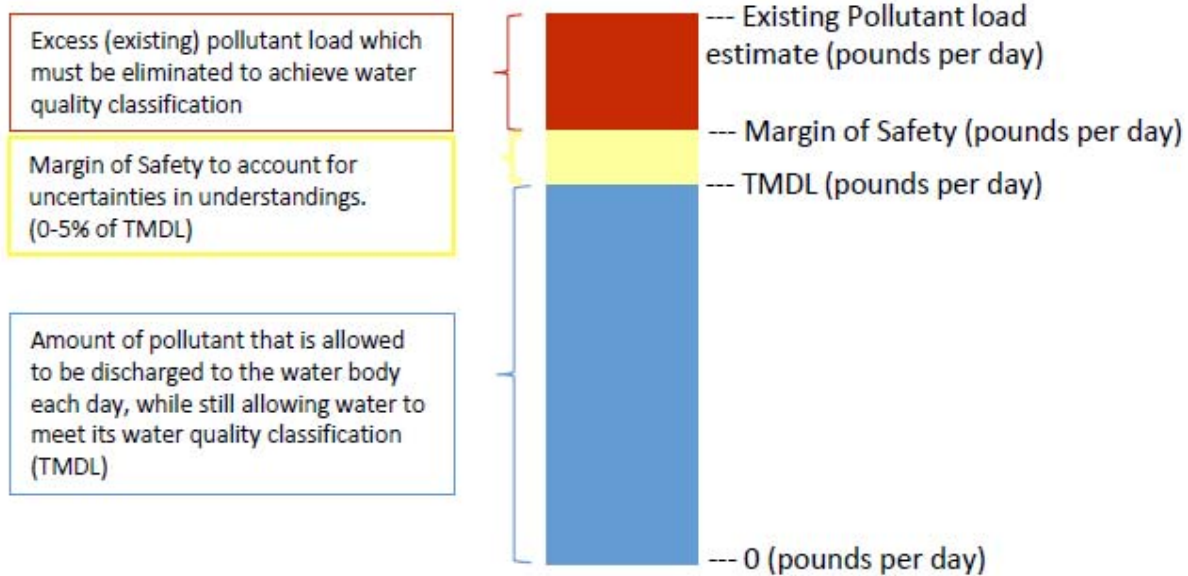 Excess (existing) pollutant load which
must be eliminated to achieve water
quality classification
Margin of Safety to account for
uncertainties in understandings.
(0-5% of TMDL)
Amount of pollutant that is allowed
to be discharged to the water body
each day, while still allowing water to
meet its water quality classification
(TMDL)
--- Existing Pollutant load
estimate (pounds per day)
--- Margin of Safety (pounds per day)
--- TMDL (pounds per day)
--- 0 (pounds per day)